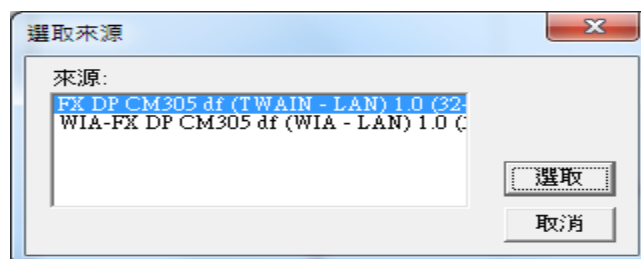 選取來源
來源:
FX DP CM305 df (TWAIN - LAN) 1.0 (32-
WIA-FX DP CM305 df (WIA - LAN) 1.0 (
選取
取消